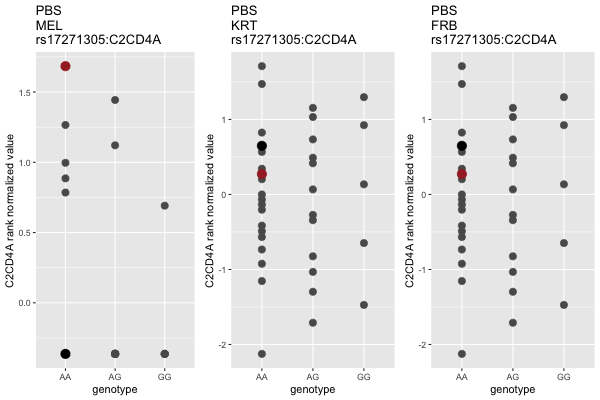 PBS
MEL
rs17271305:C2CD4A
C2CD4A rank normalized value
1.5
1.0
0.5
0.0
AA AG GG
genotype
PBS
KRT
rs17271305:C2CD4A
C2CD4A rank normalized value
1
0
-1
-2
AA AG GG
genotype
PBS
FRB
rs17271305:C2CD4A
C2CD4A rank normalized value
1
0
-1
-2
AA AG GG
genotype